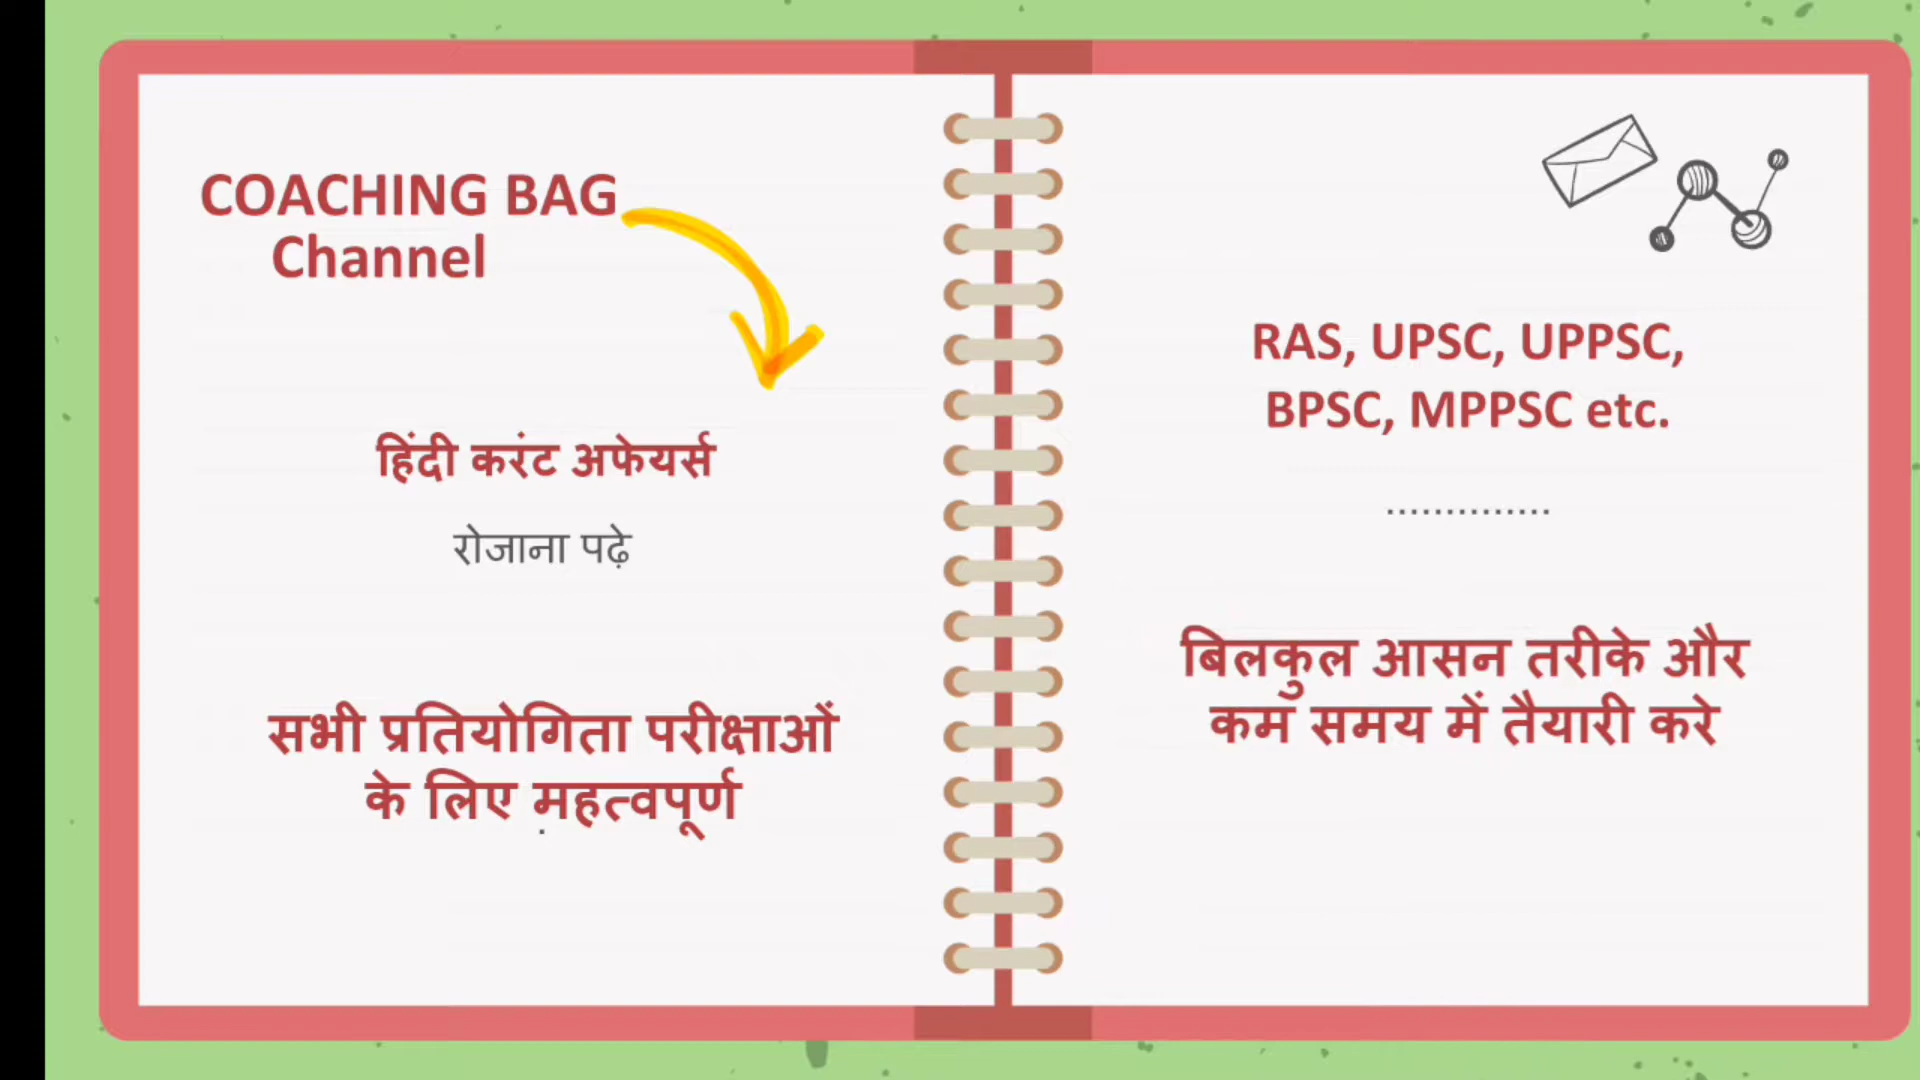 COACHING BAG
Channel
हिंदी करंट अफेयर्स
रोजाना पढ़े
सभी प्रतियोगिता परीक्षाओं
के लिए महत्वपूर्ण
.
RAS, UPSC, UPPSC,
BPSC, MPPSC etc.
..............
बिलकुल आसन तरीके और
कम समय में तैयारी करे